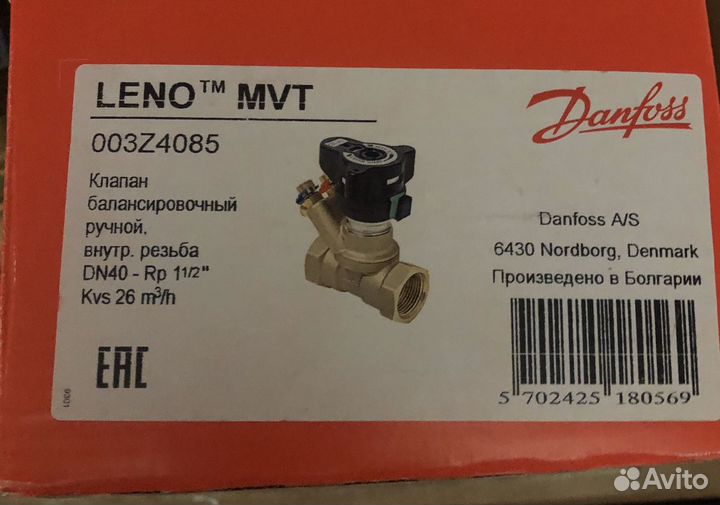 LENO™ MVT
003Z4085
Клапан
балансировочный
ручной,
внутр. резьба
DN40 - Rp 1 1/2"
Kvs 26 m³/h
EAC
Danfoss
Danfoss A/S
6430 Nordborg, Denmark
Произведено в Болгарии
5 702425 180569
Avito